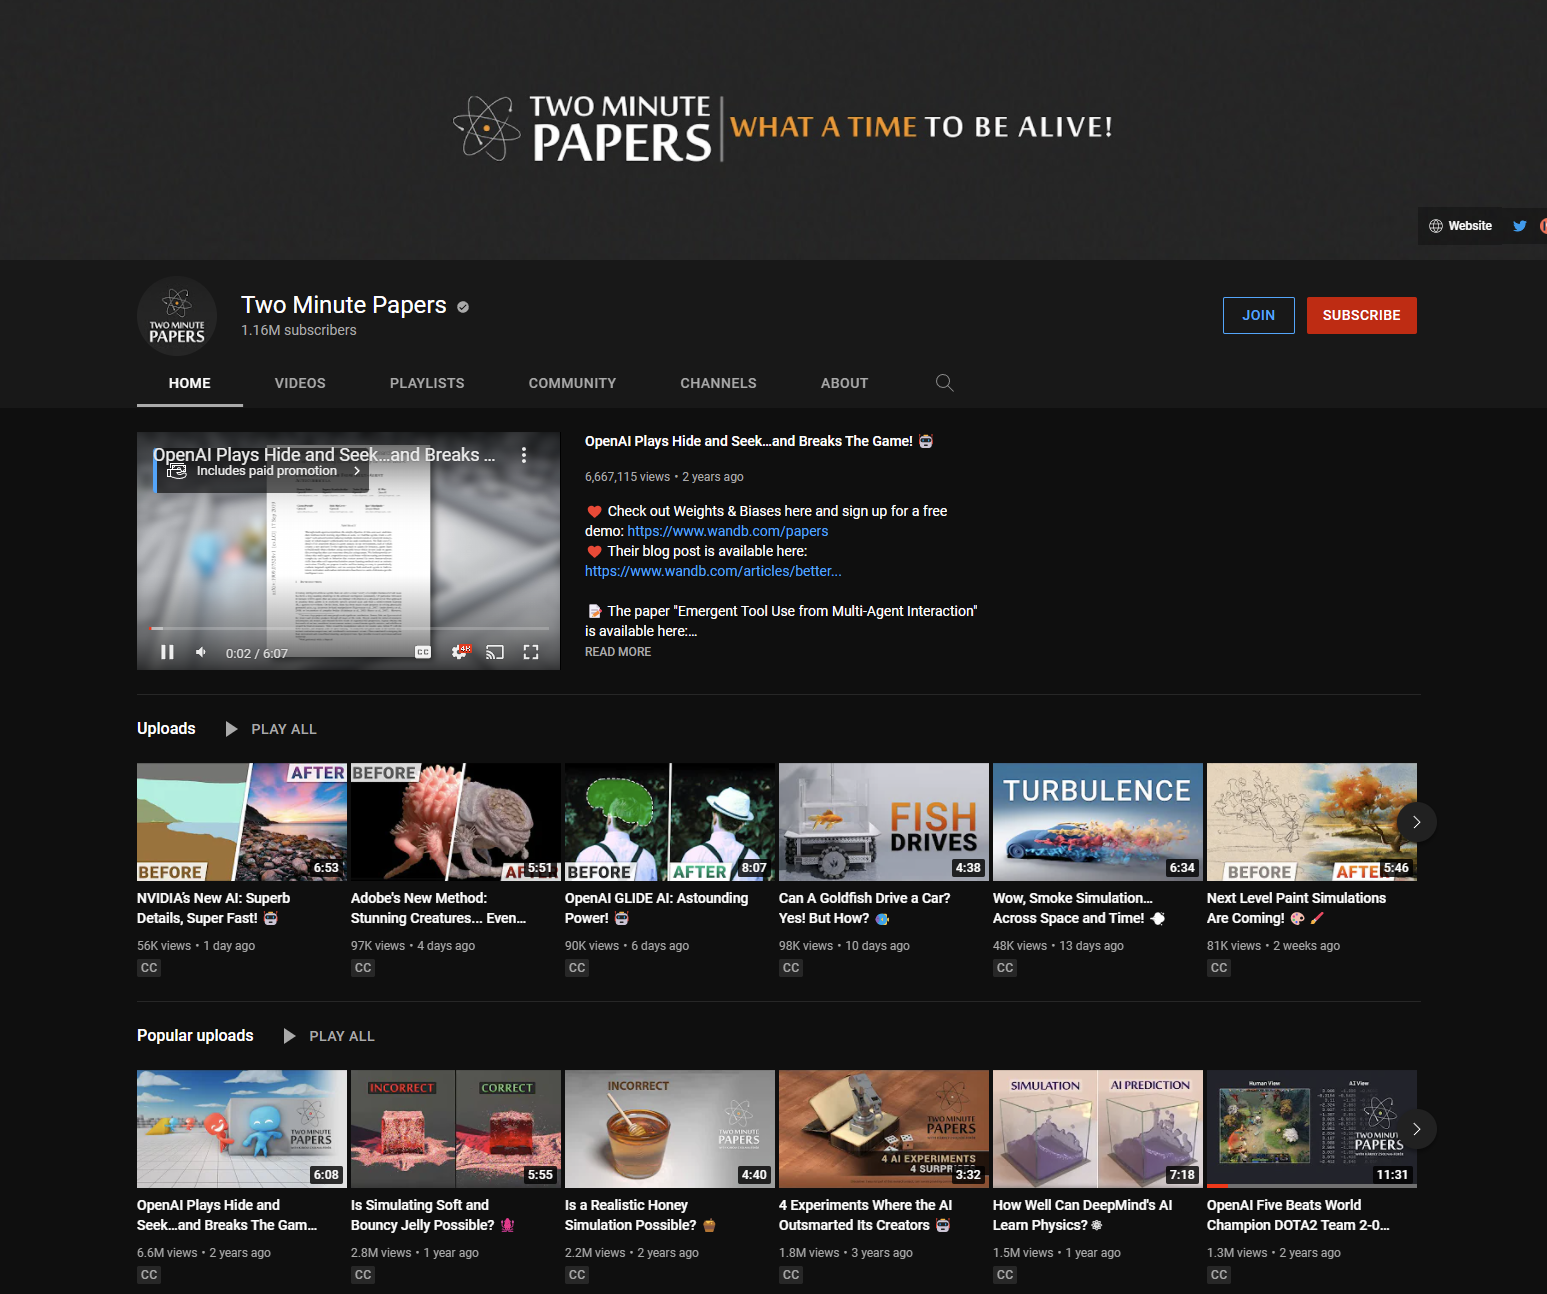 TWO MINUTE
PAPERS
WHAT A TIME TO BE ALIVE!
Website
TWO MINUTE
PAPERS
Two Minute Papers
1.16M subscribers
JOIN
SUBSCRIBE
HOME
VIDEOS
PLAYLISTS
COMMUNITY
CHANNELS
ABOUT
OpenAI Plays Hide and Seek...and Breaks ...
Includes paid promotion
0:02 / 6:07
CC
4K
OpenAI Plays Hide and Seek...and Breaks The Game! 🤖
6,667,115 views • 2 years ago
❤️ Check out Weights & Biases here and sign up for a free
demo: https://www.wandb.com/papers
❤️ Their blog post is available here:
https://www.wandb.com/articles/better...
📝 The paper "Emergent Tool Use from Multi-Agent Interaction"
is available here:...
READ MORE
Uploads
PLAY ALL
AFTER
BEFORE
6:53
NVIDIA’s New AI: Superb
Details, Super Fast! 🤖
56K views • 1 day ago
CC
BEFORE
5:51
Adobe's New Method:
Stunning Creatures... Even...
97K views • 4 days ago
CC
BEFORE
AFTER
8:07
OpenAI GLIDE AI: Astounding
Power! 🤖
90K views • 6 days ago
CC
FISH
DRIVES
4:38
Can A Goldfish Drive a Car?
Yes! But How? 🐠
98K views • 10 days ago
CC
TURBULENCE
6:34
Wow, Smoke Simulation...
Across Space and Time! 💨
48K views • 13 days ago
CC
BEFORE
AFTE
5:46
Next Level Paint Simulations
Are Coming! 🎨 🖌️
81K views • 2 weeks ago
CC
Popular uploads
PLAY ALL
TWO MINUTE
PAPERS
6:08
OpenAI Plays Hide and
Seek...and Breaks The Gam...
6.6M views • 2 years ago
CC
INCORRECT
CORRECT
5:55
Is Simulating Soft and
Bouncy Jelly Possible? 🐙
2.8M views • 1 year ago
CC
INCORRECT
TWO MINUTE
PAPERS
4:40
Is a Realistic Honey
Simulation Possible? 🍯
2.2M views • 2 years ago
CC
TWO MINUTE
PAPERS
4 AI EXPERIMENTS
4 SURPRISES
3:32
4 Experiments Where the AI
Outsmarted Its Creators 🤖
1.8M views • 3 years ago
CC
SIMULATION
AI PREDICTION
7:18
How Well Can DeepMind's AI
Learn Physics? ⚛
1.5M views • 1 year ago
CC
Human View
AI View
TWO MINUT
PAPERS
11:31
OpenAI Five Beats World
Champion DOTA2 Team 2-0...
1.3M views • 2 years ago
CC